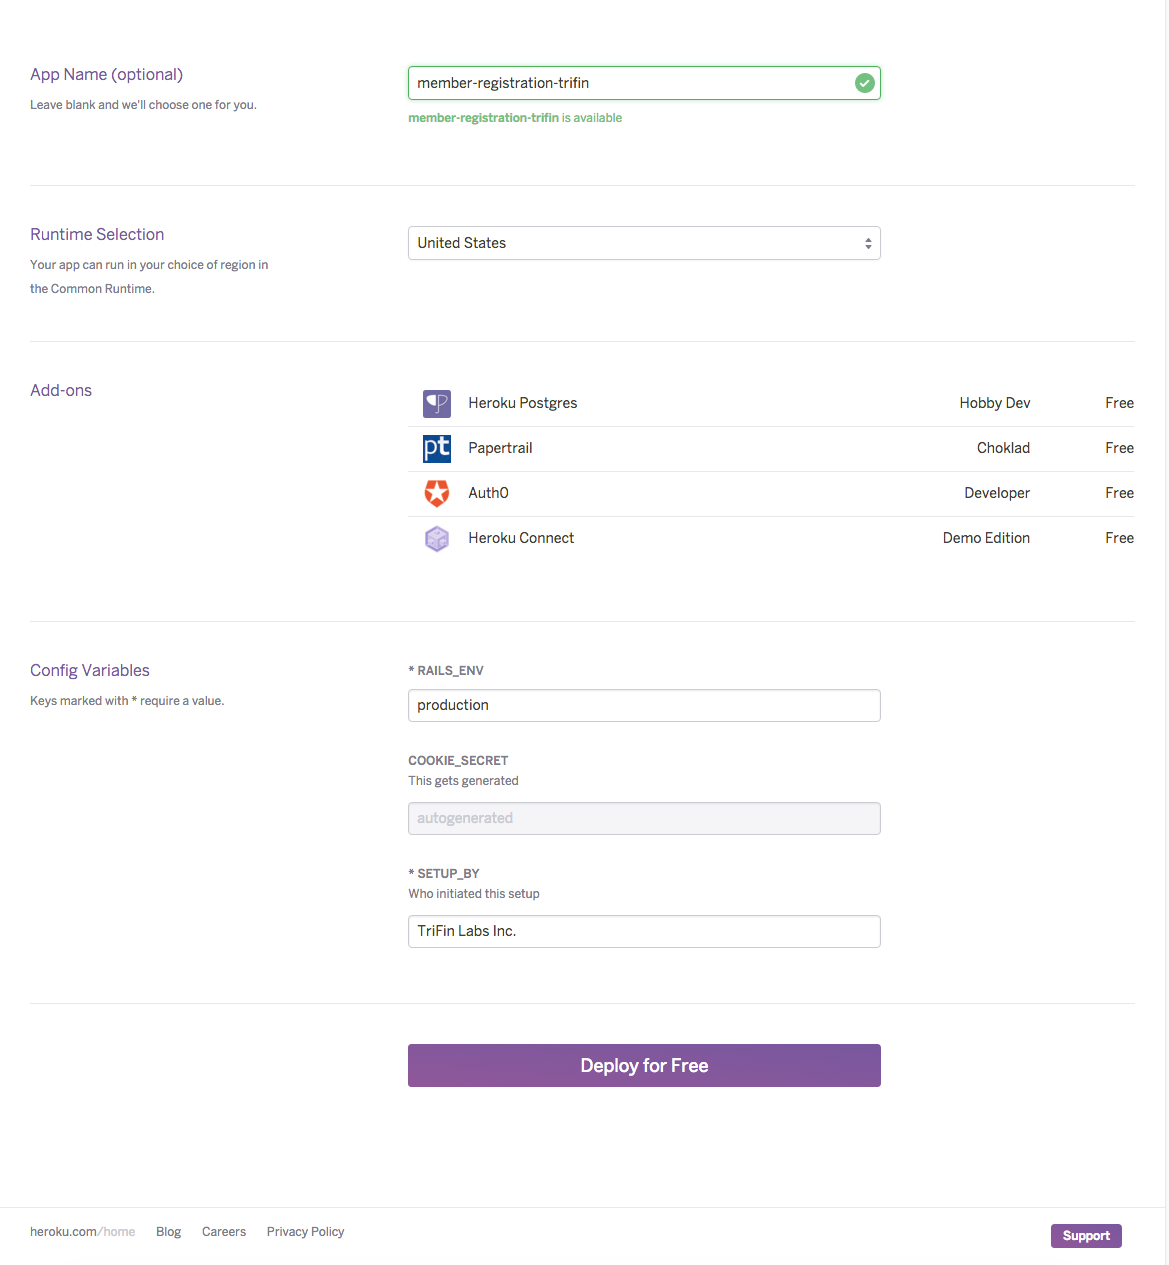 App Name (optional)
Leave blank and we'll choose one for you.
member-registration-trifin
member-registration-trifin is available
Runtime Selection
Your app can run in your choice of region in
the Common Runtime.
United States
Add-ons
Heroku Postgres Hobby Dev Free
pt Papertrail Choklad Free
Auth0 Developer Free
Heroku Connect Demo Edition Free
Config Variables
Keys marked with * require a value.
* RAILS_ENV
production
COOKIE_SECRET
This gets generated
autogenerated
* SETUP_BY
Who initiated this setup
TriFin Labs Inc.
Deploy for Free
heroku.com/home Blog Careers Privacy Policy Support